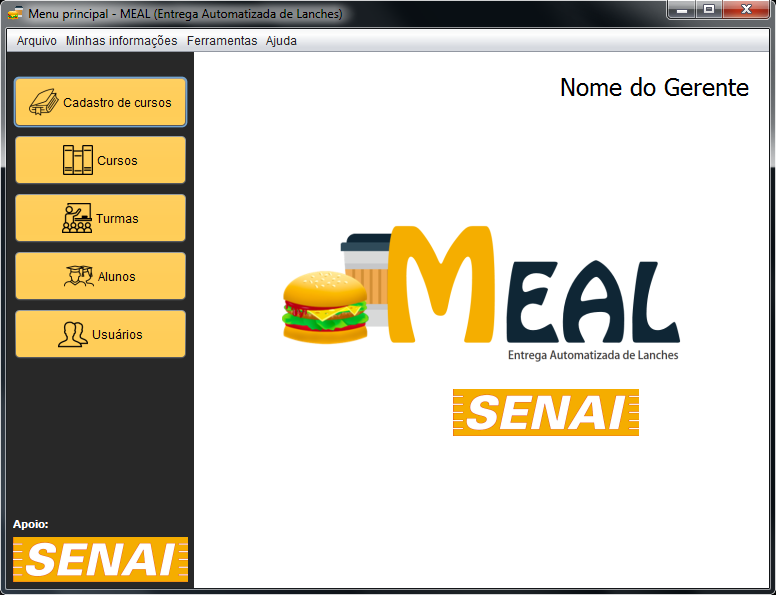 Menu principal - MEAL (Entrega Automatizada de Lanches)
Arquivo Minhas informações Ferramentas Ajuda
Nome do Gerente
Cadastro de cursos
Cursos
Turmas
Alunos
Usuários
MEAL
Entrega Automatizada de Lanches
SENAI
Apoio:
SENAI